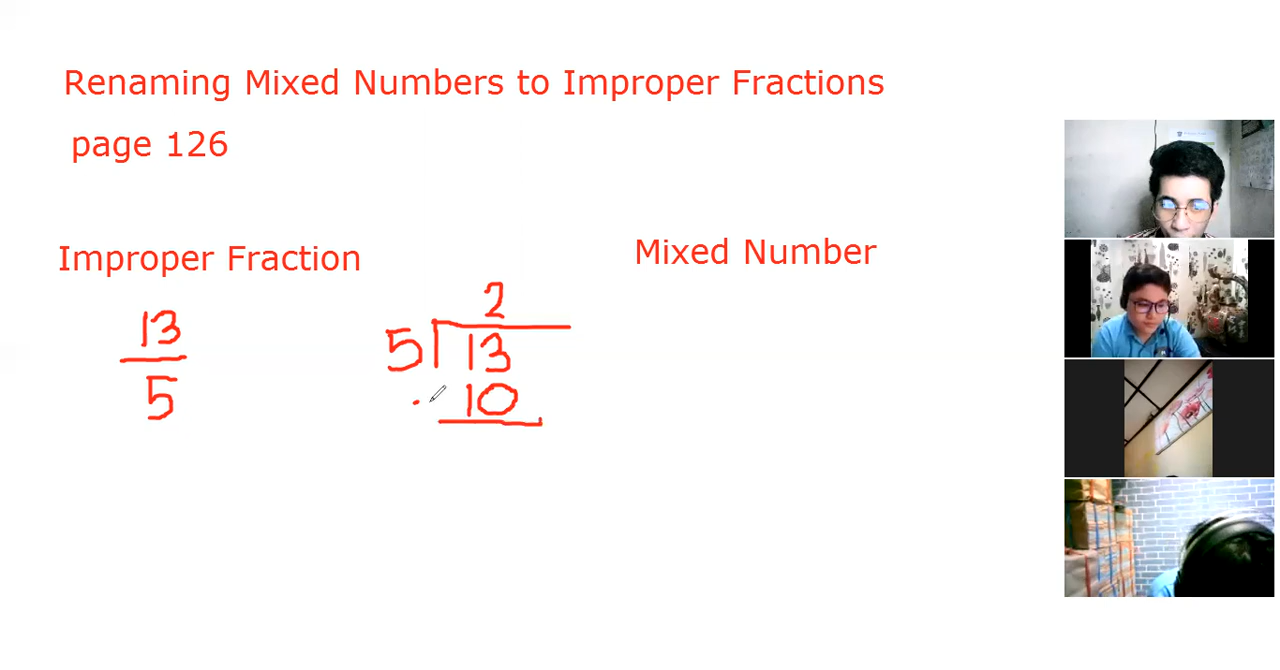 Renaming Mixed Numbers to Improper Fractions
page 126
Improper Fraction
Mixed Number
13
5
2
5 13
10